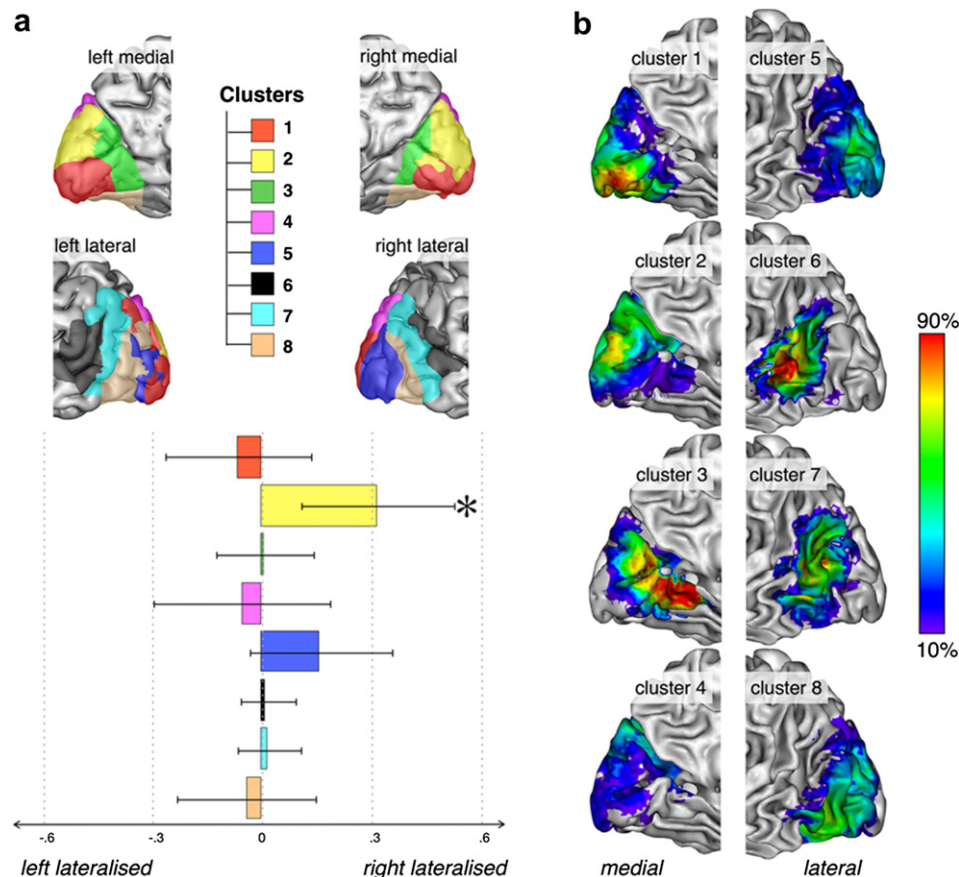 a
left medial
right medial
Clusters
1
2
3
4
5
6
7
8
left lateral
right lateral
*
-.6
-.3
0
.3
.6
left lateralised
right lateralised
b
cluster 1
cluster 5
cluster 2
cluster 6
cluster 3
cluster 7
cluster 4
cluster 8
90%
10%
medial
lateral